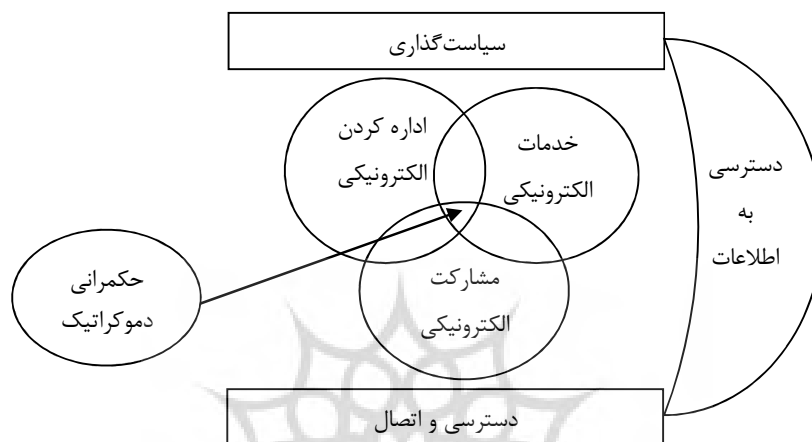 سیاست‌گذاری
اداره کردن
الکترونیکی
خدمات
الکترونیکی
دسترسی
به
اطلاعات
مشارکت
الکترونیکی
حکمرانی
دموکراتیک
دسترسی و اتصال